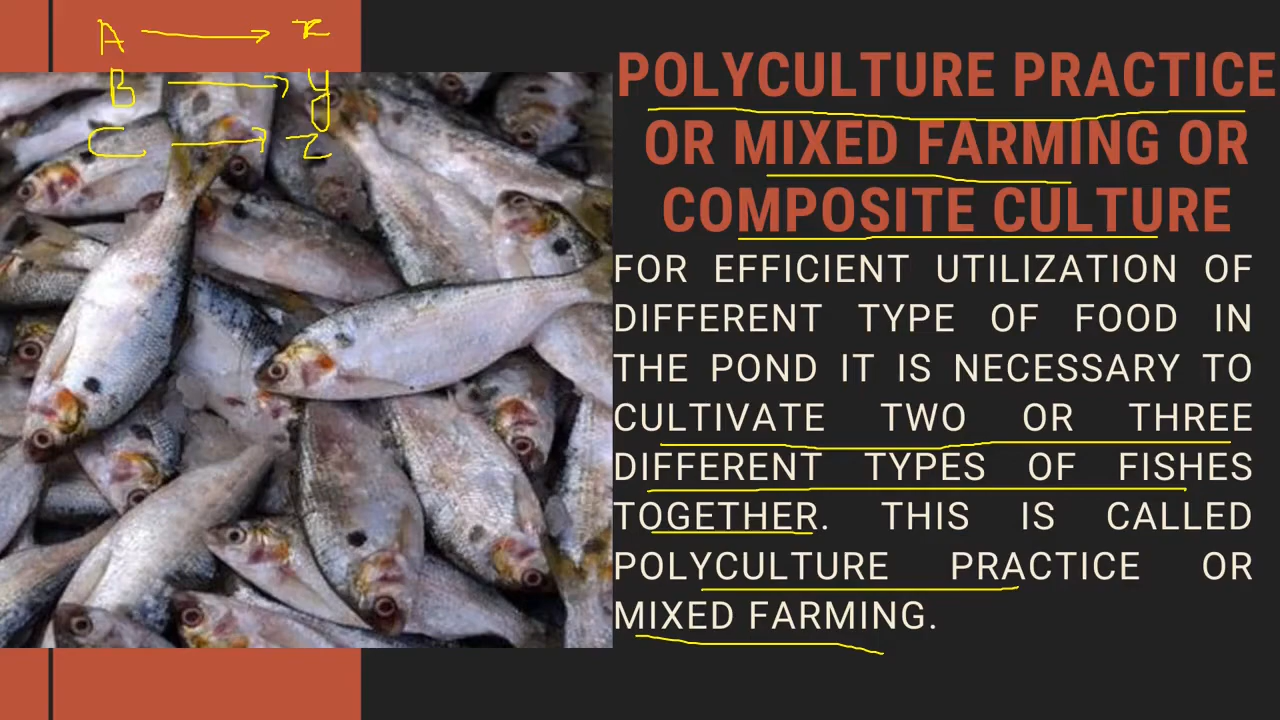 A → x
B → y
C → z
POLYCULTURE PRACTICE
OR MIXED FARMING OR
COMPOSITE CULTURE
FOR EFFICIENT UTILIZATION OF
DIFFERENT TYPE OF FOOD IN
THE POND IT IS NECESSARY TO
CULTIVATE TWO OR THREE
DIFFERENT TYPES OF FISHES
TOGETHER. THIS IS CALLED
POLYCULTURE PRACTICE OR
MIXED FARMING.